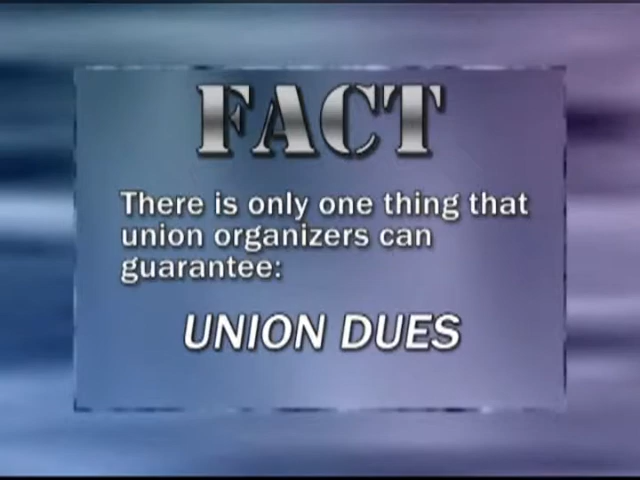 FACT
There is only one thing that
union organizers can
guarantee:
UNION DUES